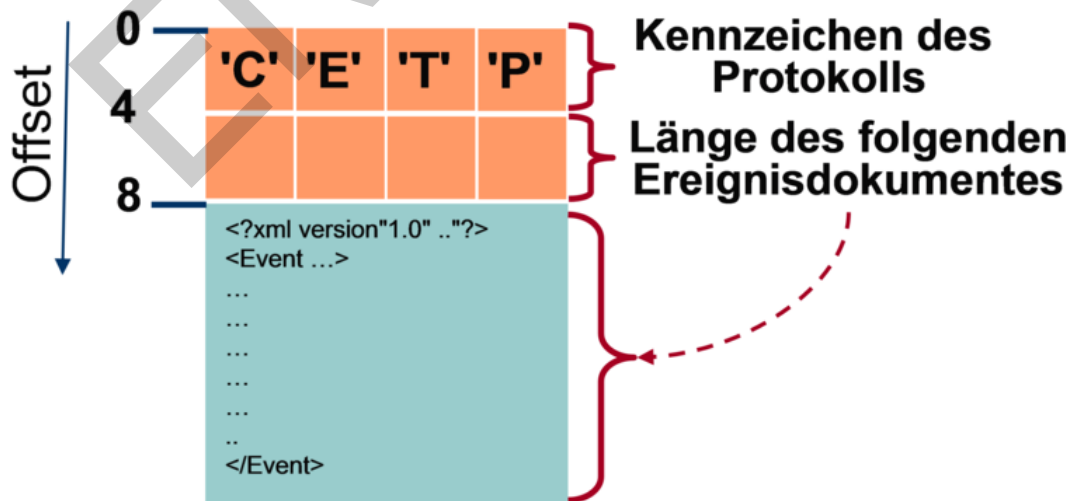 Offset
0
4
8
'C' 'E' 'T' 'P'
Kennzeichen des
Protokolls
Länge des folgenden
Ereignisdokumentes
<?xml version"1.0" .."?>
<Event ...>
...
...
...
...
...
..
</Event>